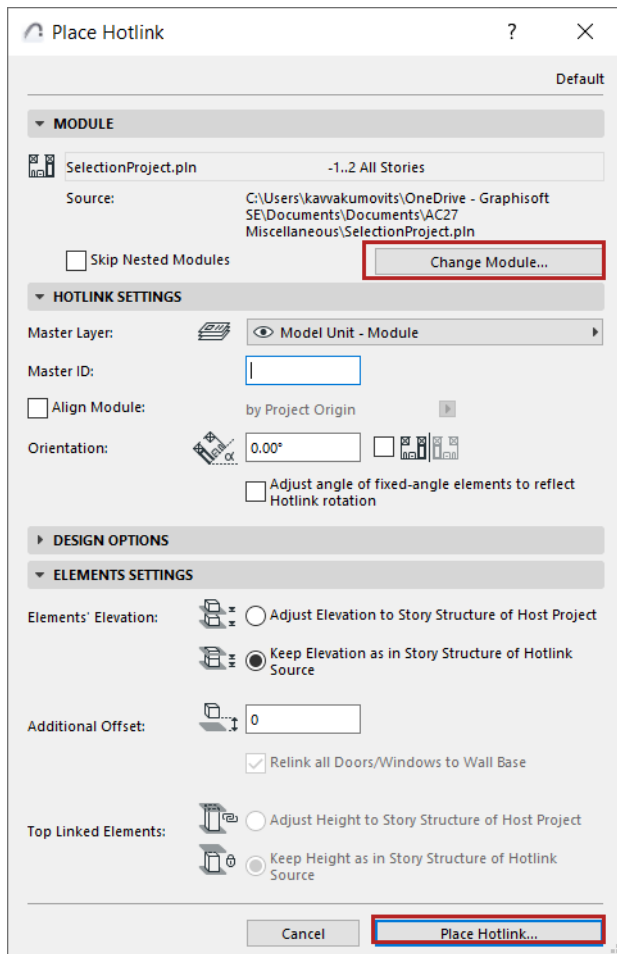 Place Hotlink
?
Default
MODULE
SelectionProject.pln -1..2 All Stories
Source: C:\Users\kavvakumovits\OneDrive - Graphisoft
SE\Documents\Documents\AC27
Miscellaneous\SelectionProject.pln
Skip Nested Modules Change Module...
HOTLINK SETTINGS
Master Layer: Model Unit - Module
Master ID:
Align Module: by Project Origin
Orientation: α 0.00°
Adjust angle of fixed-angle elements to reflect
Hotlink rotation
DESIGN OPTIONS
ELEMENTS SETTINGS
Elements' Elevation: Adjust Elevation to Story Structure of Host Project
Keep Elevation as in Story Structure of Hotlink
Source
Additional Offset: 0
Relink all Doors/Windows to Wall Base
Top Linked Elements: Adjust Height to Story Structure of Host Project
Keep Height as in Story Structure of Hotlink
Source
Cancel Place Hotlink...